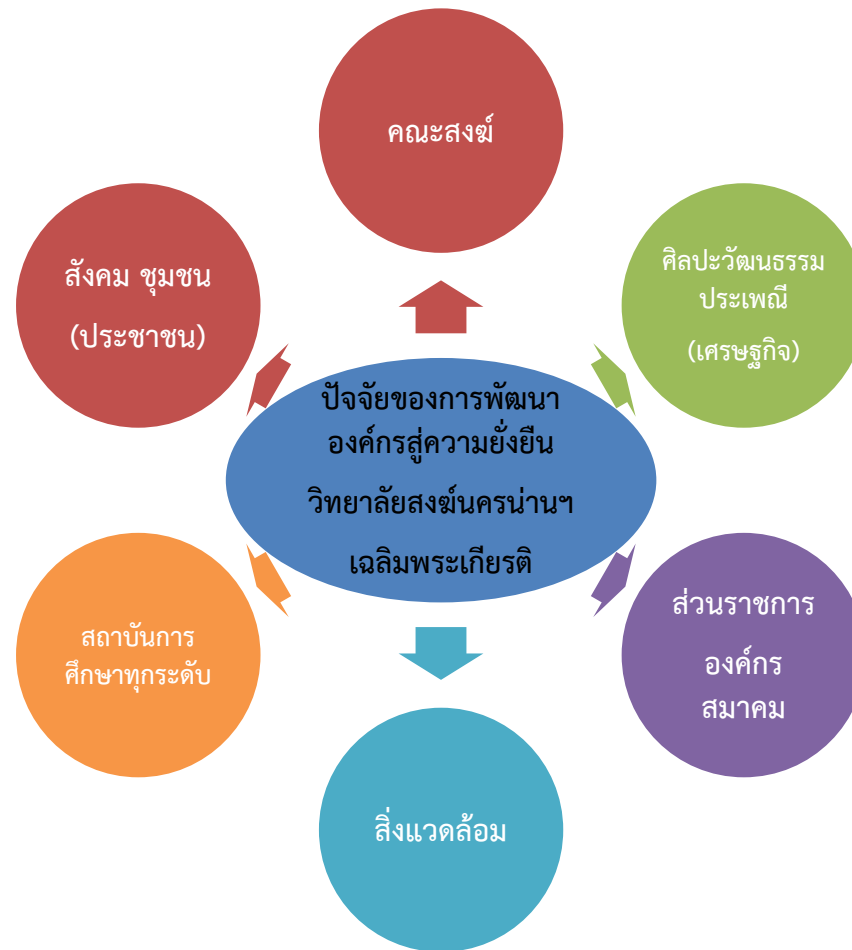 คณะสงฆ์
สังคม ชุมชน
(ประชาชน)
ศิลปะวัฒนธรรม
ประเพณี
(เศรษฐกิจ)
ปัจจัยของการพัฒนา
องค์กรสู่ความยั่งยืน
วิทยาลัยสงฆ์นครน่านฯ
เฉลิมพระเกียรติ
สถาบันการ
ศึกษาทุกระดับ
ส่วนราชการ
องค์กร
สมาคม
สิ่งแวดล้อม